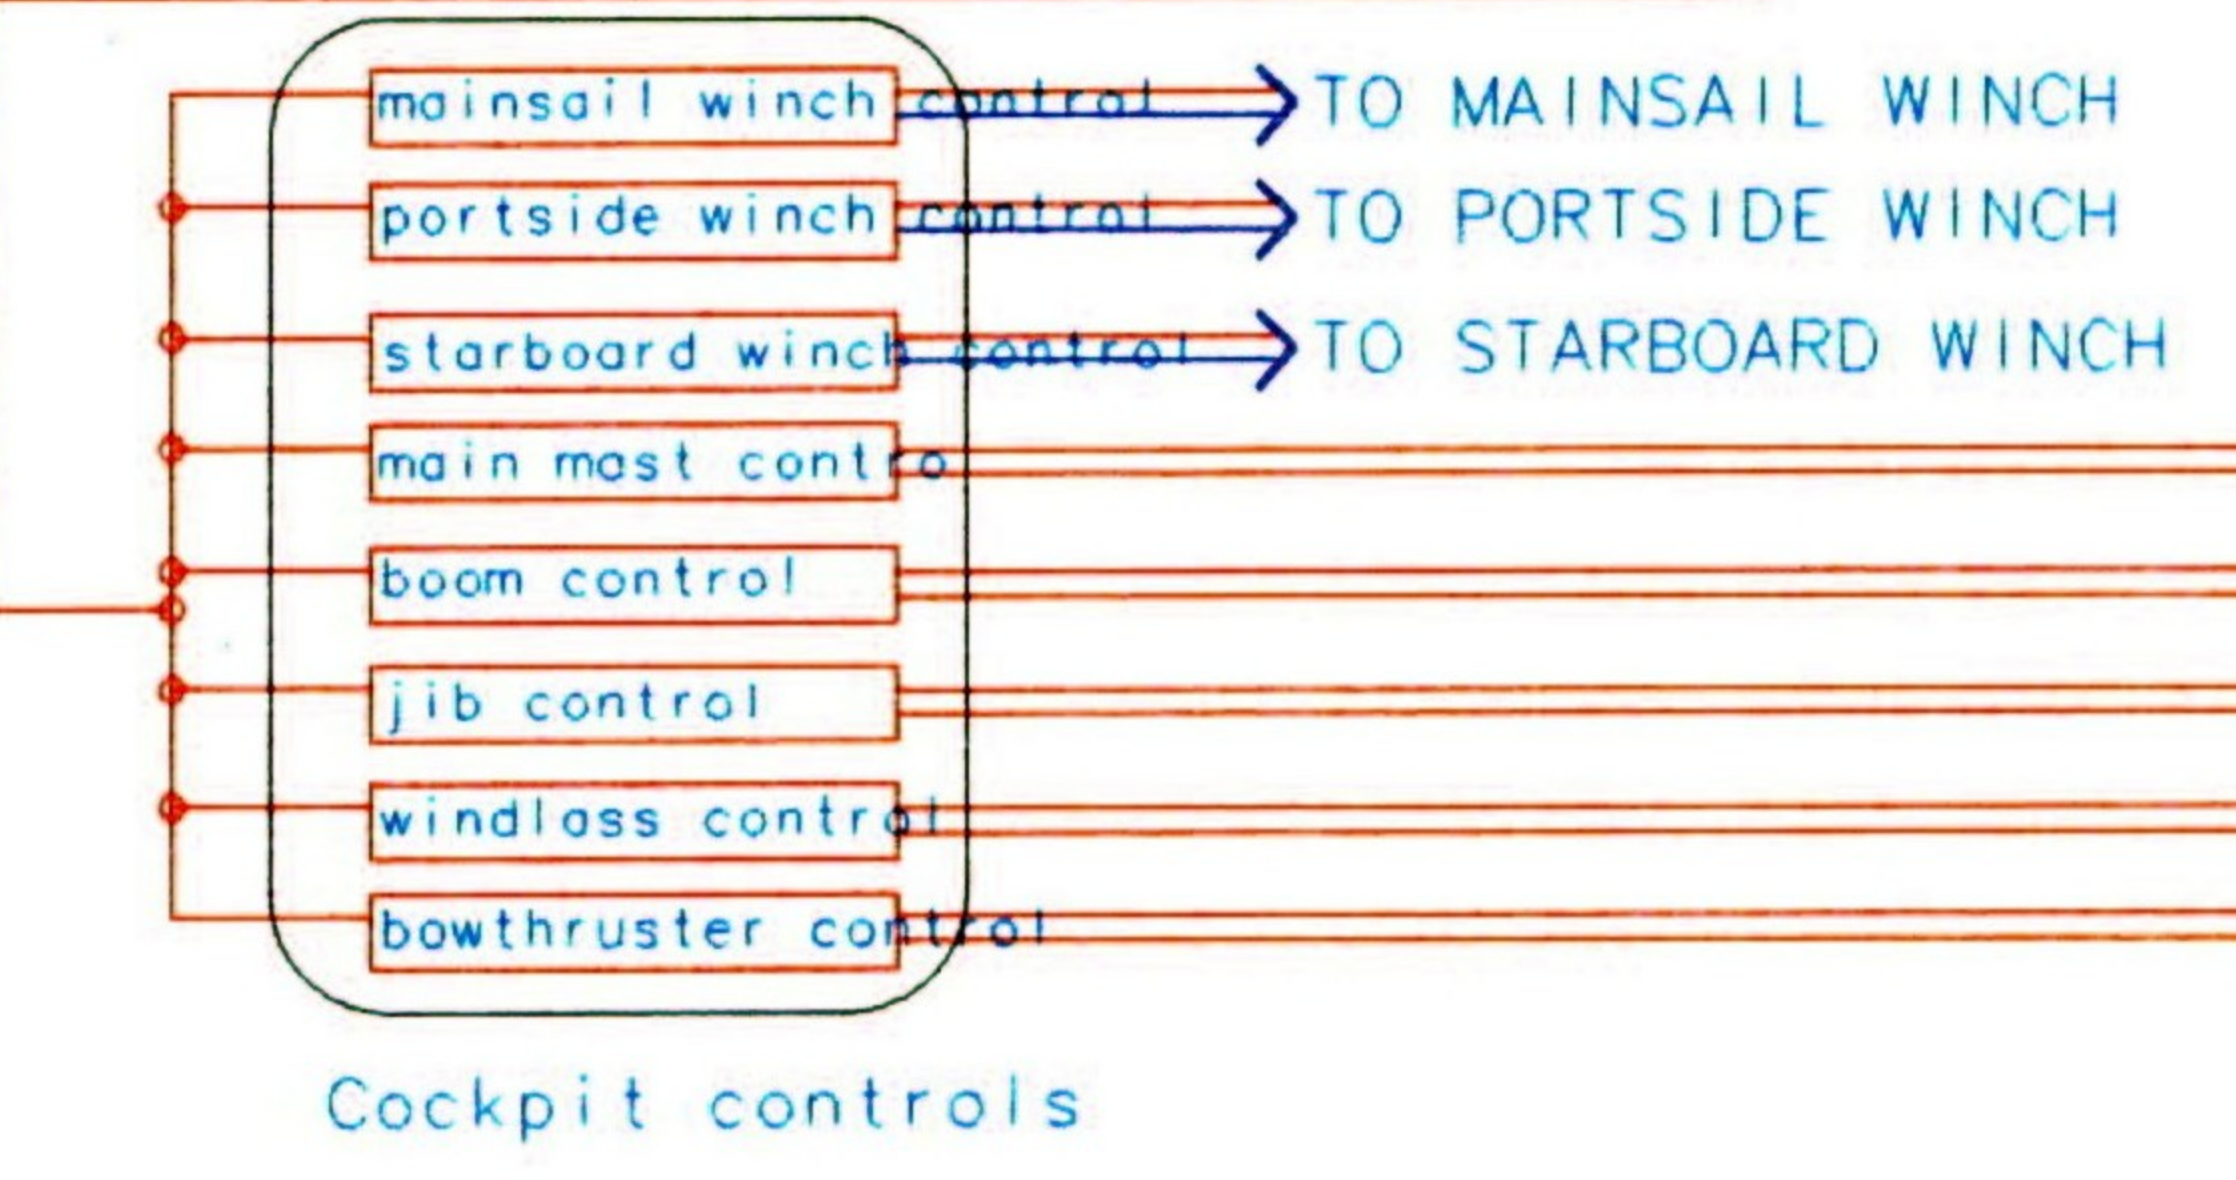 mainsail winch control TO MAINSAIL WINCH
portside winch control TO PORTSIDE WINCH
starboard winch control TO STARBOARD WINCH
main mast contro
boom control
jib control
windlass control
bowthruster control
Cockpit controls